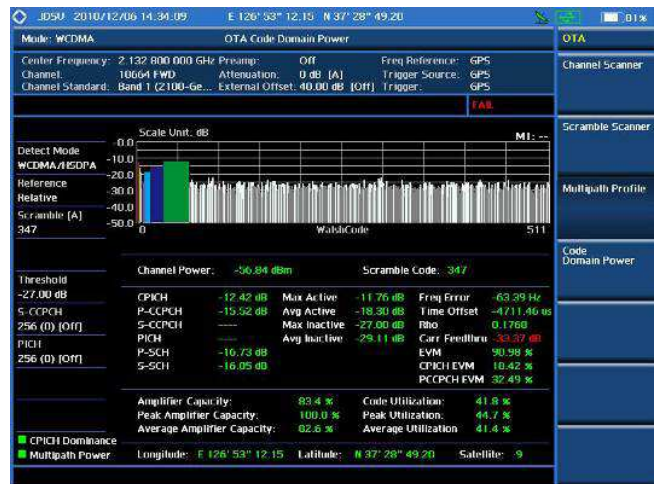 JDSU 2010/12/06 14:34:09 E 126° 53" 12.15 N 37° 28" 49.20 81%
Mode: WCDMA OTA Code Domain Power OTA
Center Frequency: 2.132 800 000 GHz Preamp: Off Freq Reference: GPS
Channel: 10664 FWD Attenuation: 0 dB [A] Trigger Source: GPS
Channel Standard: Band 1 (2100-Ge... External Offset: 40.00 dB [Off] Trigger: GPS
Channel Scanner
FAIL
Scale Unit: dB M1: --
Scramble Scanner
Detect Mode
WCDMA/HSDPA
Reference
Relative
Scramble [A]
347
-0.0
-10.0
-20.0
-30.0
-40.0
-50.0
0 WalshCode 511
Multipath Profile
Code
Domain Power
Channel Power: -56.84 dBm Scramble Code: 347
Threshold
-27.00 dB
S-CCPCH
256 (0) [Off]
PICH
256 (0) [Off]
CPICH -12.42 dB Max Active -11.76 dB Freq Error -63.39 Hz
P-CCPCH -15.52 dB Avg Active -18.30 dB Time Offset -4711.46 us
S-CCPCH ---- Max Inactive -27.00 dB Rho 0.1760
PICH ---- Avg Inactive -29.11 dB Carr Feedthru -33.37 dB
P-SCH -16.73 dB EVM 90.98 %
S-SCH -16.05 dB CPICH EVM 18.42 %
PCCPCH EVM 32.49 %
Amplifier Capacity: 83.4 % Code Utilization: 41.8 %
Peak Amplifier Capacity: 100.0 % Peak Utilization: 44.7 %
Average Amplifier Capacity: 82.6 % Average Utilization 41.4 %
CPICH Dominance
Multipath Power
Longitude: E 126° 53" 12.15 Latitude: N 37° 28" 49.20 Satellite: 9